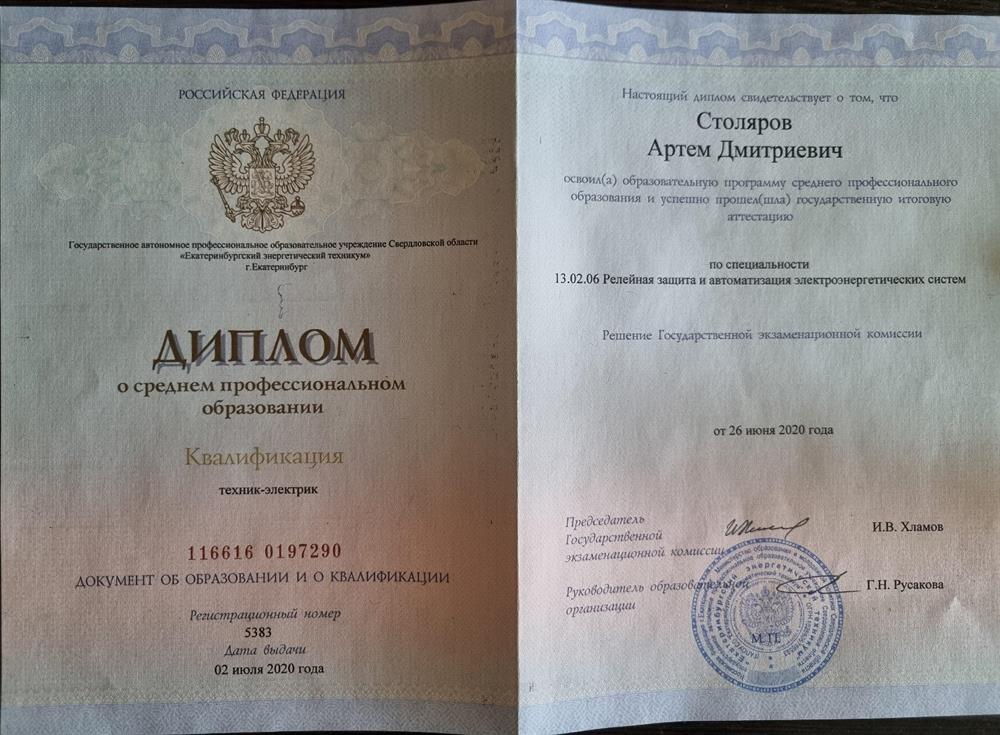 РОССИЙСКАЯ ФЕДЕРАЦИЯ
Государственное автономное профессиональное образовательное учреждение Свердловской области
«Екатеринбургский энергетический техникум»
г.Екатеринбург
ДИПЛОМ
о среднем профессиональном
образовании
Квалификация
техник-электрик
116616 0197290
ДОКУМЕНТ ОБ ОБРАЗОВАНИИ И О КВАЛИФИКАЦИИ
Регистрационный номер
5383
Дата выдачи
02 июля 2020 года
Настоящий диплом свидетельствует о том, что
Столяров
Артем Дмитриевич
освоил(а) образовательную программу среднего профессионального
образования и успешно прошел(шла) государственную итоговую
аттестацию
по специальности
13.02.06 Релейная защита и автоматизация электроэнергетических систем
Решение Государственной экзаменационной комиссии
от 26 июня 2020 года
Председатель
Государственной
экзаменационной комиссии
И.В. Хламов
Руководитель образовательной
организации
Г.Н. Русакова
М.П.